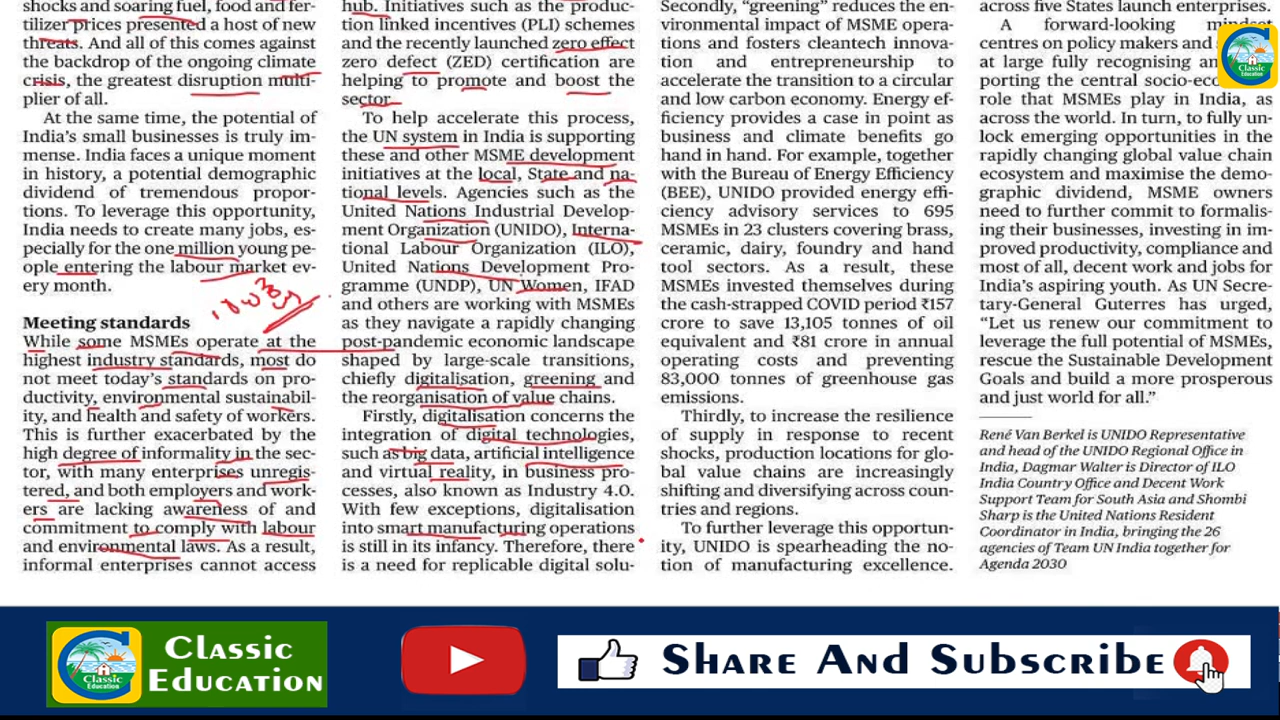 shocks and soaring fuel, food and fer-
tilizer prices presented a host of new
threats. And all of this comes against
the backdrop of the ongoing climate
crisis, the greatest disruption multi-
plier of all.
At the same time, the potential of
India's small businesses is truly im-
mense. India faces a unique moment
in history, a potential demographic
dividend of tremendous propor-
tions. To leverage this opportunity,
India needs to create many jobs, es-
pecially for the one million young pe-
ople entering the labour market ev-
ery month.
Meeting standards
While some MSMEs operate at the
highest industry standards, most do
not meet today's standards on pro-
ductivity, environmental sustainabil-
ity, and health and safety of workers.
This is further exacerbated by the
high degree of informality in the sec-
tor, with many enterprises unregis-
tered, and both employers and work-
ers are lacking awareness of and
commitment to comply with labour
and environmental laws. As a result,
informal enterprises cannot access
hub. Initiatives such as the produc-
tion linked incentives (PLI) schemes
and the recently launched zero effect
zero defect (ZED) certification are
helping to promote and boost the
sector.
To help accelerate this process,
the UN system in India is supporting
these and other MSME development
initiatives at the local, State and na-
tional levels. Agencies such as the
United Nations Industrial Develop-
ment Organization (UNIDO), Interna-
tional Labour Organization (ILO),
United Nations Development Pro-
gramme (UNDP), UN Women, IFAD
and others are working with MSMEs
as they navigate a rapidly changing
post-pandemic economic landscape
shaped by large-scale transitions,
chiefly digitalisation, greening and
the reorganisation of value chains.
Firstly, digitalisation concerns the
integration of digital technologies,
such as big data, artificial intelligence
and virtual reality, in business pro-
cesses, also known as Industry 4.0.
With few exceptions, digitalisation
into smart manufacturing operations
is still in its infancy. Therefore, there
is a need for replicable digital solu-
Secondly, "greening" reduces the en-
vironmental impact of MSME opera-
tions and fosters cleantech innova-
tion and entrepreneurship to
accelerate the transition to a circular
and low carbon economy. Energy ef-
ficiency provides a case in point as
business and climate benefits go
hand in hand. For example, together
with the Bureau of Energy Efficiency
(BEE), UNIDO provided energy effi-
ciency advisory services to 695
MSMEs in 23 clusters covering brass,
ceramic, dairy, foundry and hand
tool sectors. As a result, these
MSMEs invested themselves during
the cash-strapped COVID period ₹157
crore to save 13,105 tonnes of oil
equivalent and ₹81 crore in annual
operating costs and preventing
83,000 tonnes of greenhouse gas
emissions.
Thirdly, to increase the resilience
of supply in response to recent
shocks, production locations for glo-
bal value chains are increasingly
shifting and diversifying across coun-
tries and regions.
To further leverage this opportun-
ity, UNIDO is spearheading the no-
tion of manufacturing excellence.
across five States launch enterprises.
A forward-looking mindset
centres on policy makers and
at large fully recognising an
porting the central socio-eco
role that MSMEs play in India, as
across the world. In turn, to fully un-
lock emerging opportunities in the
rapidly changing global value chain
ecosystem and maximise the demo-
graphic dividend, MSME owners
need to further commit to formalis-
ing their businesses, investing in im-
proved productivity, compliance and
most of all, decent work and jobs for
India's aspiring youth. As UN Secre-
tary-General Guterres has urged,
"Let us renew our commitment to
leverage the full potential of MSMEs,
rescue the Sustainable Development
Goals and build a more prosperous
and just world for all."
René Van Berkel is UNIDO Representative
and head of the UNIDO Regional Office in
India, Dagmar Walter is Director of ILO
India Country Office and Decent Work
Support Team for South Asia and Shombi
Sharp is the United Nations Resident
Coordinator in India, bringing the 26
agencies of Team UN India together for
Agenda 2030
Classic
Education
Classic
Education
Classic
Education
Share And Subscribe